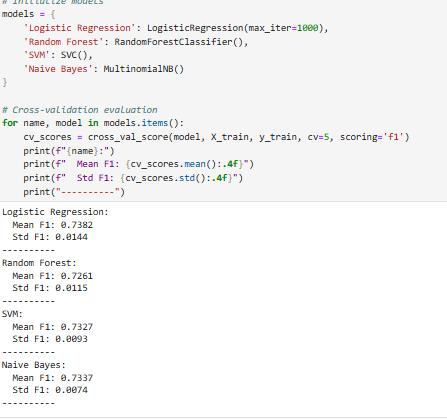 # Initialize models
models = {
    'Logistic Regression': LogisticRegression(max_iter=1000),
    'Random Forest': RandomForestClassifier(),
    'SVM': SVC(),
    'Naive Bayes': MultinomialNB()
}
# Cross-validation evaluation
for name, model in models.items():
    cv_scores = cross_val_score(model, X_train, y_train, cv=5, scoring='f1')
    print(f"{name}:")
    print(f"  Mean F1: {cv_scores.mean():.4f}")
    print(f"  Std F1: {cv_scores.std():.4f}")
    print("----------")
Logistic Regression:
  Mean F1: 0.7382
  Std F1: 0.0144
----------
Random Forest:
  Mean F1: 0.7261
  Std F1: 0.0115
----------
SVM:
  Mean F1: 0.7327
  Std F1: 0.0093
----------
Naive Bayes:
  Mean F1: 0.7337
  Std F1: 0.0074
----------